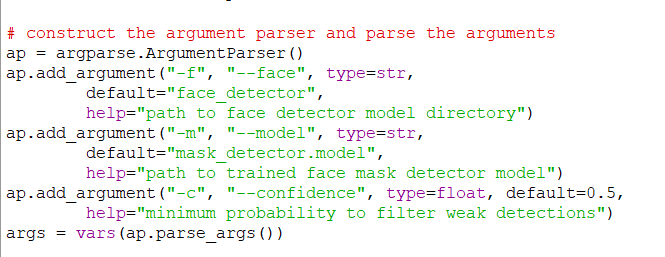 # construct the argument parser and parse the arguments
ap = argparse.ArgumentParser()
ap.add_argument("-f", "--face", type=str,
        default="face_detector",
        help="path to face detector model directory")
ap.add_argument("-m", "--model", type=str,
        default="mask_detector.model",
        help="path to trained face mask detector model")
ap.add_argument("-c", "--confidence", type=float, default=0.5,
        help="minimum probability to filter weak detections")
args = vars(ap.parse_args())